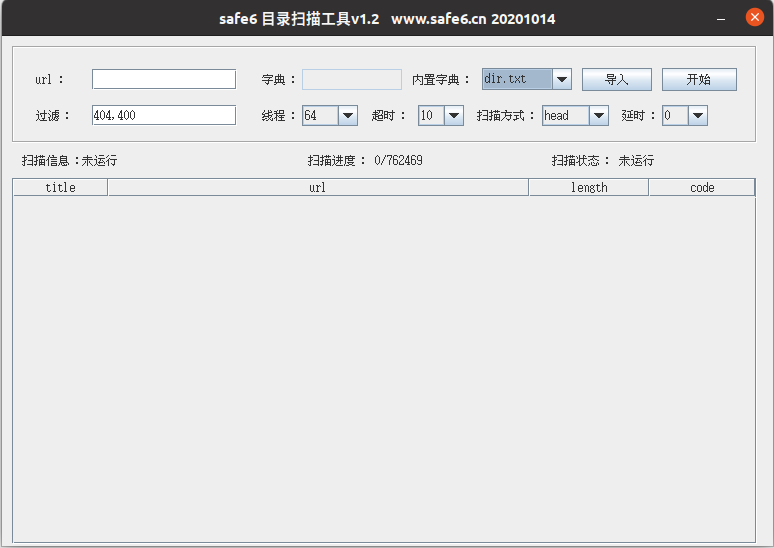 safe6 目录扫描工具v1.2 www.safe6.cn 20201014
url： 字典： 内置字典： dir.txt 导入 开始
过滤： 404,400 线程： 64 超时： 10 扫描方式： head 延时： 0
扫描信息：未运行 扫描进度： 0/762469 扫描状态： 未运行
title url length code